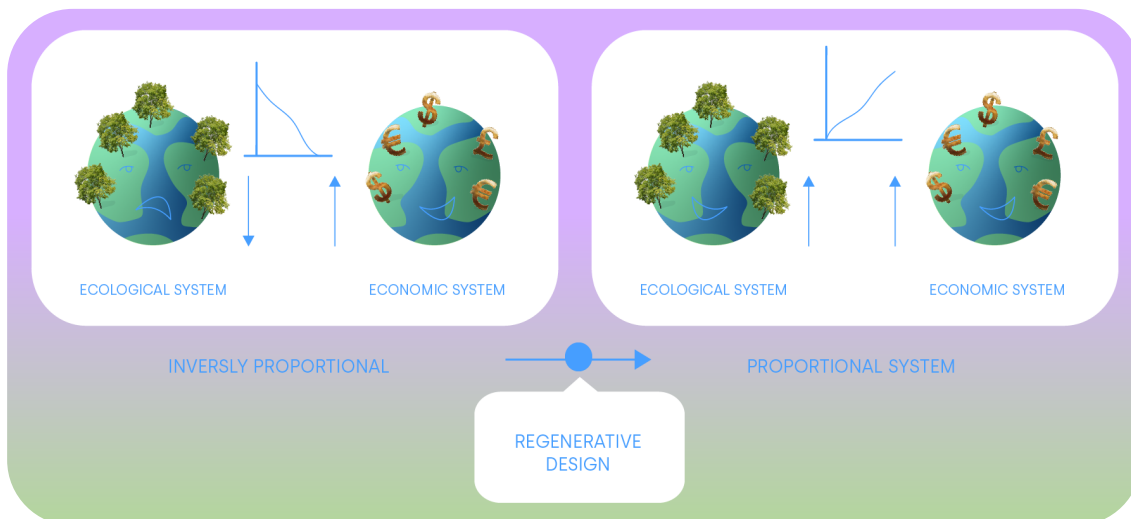 ECOLOGICAL SYSTEM
ECONOMIC SYSTEM
ECOLOGICAL SYSTEM
ECONOMIC SYSTEM
INVERSLY PROPORTIONAL
PROPORTIONAL SYSTEM
REGENERATIVE
DESIGN